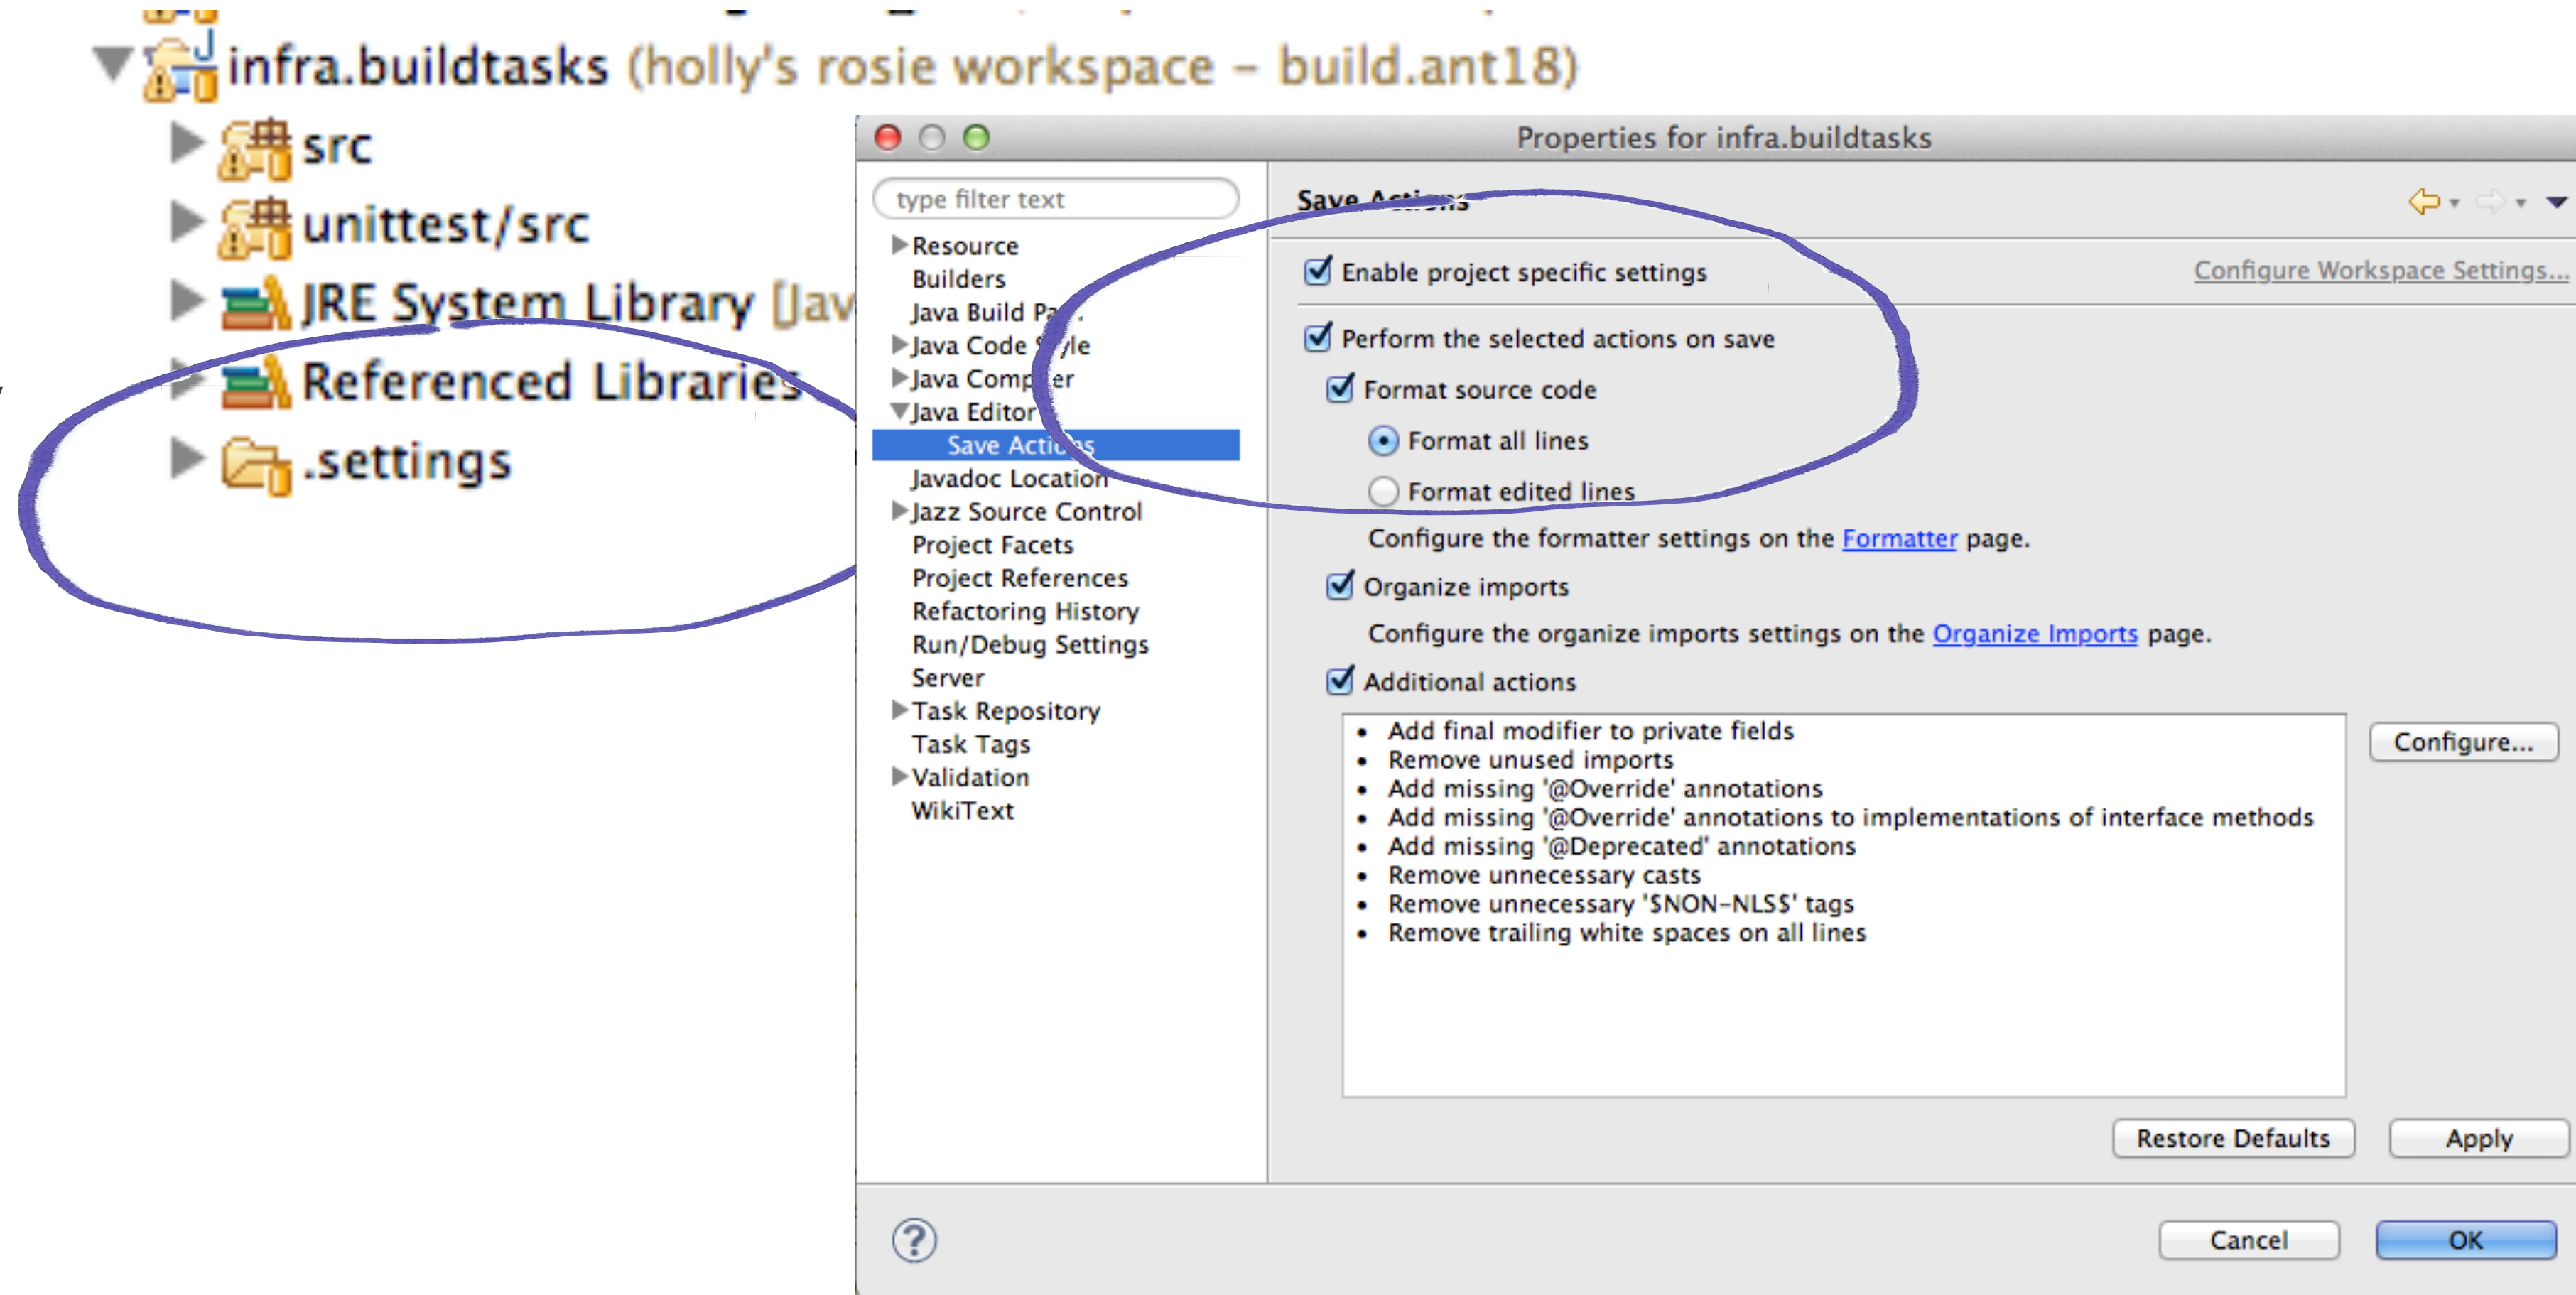 infra.buildtasks (holly's rosie workspace – build.ant18)
src
unittest/src
JRE System Library [Jav
Referenced Libraries
.settings
Properties for infra.buildtasks
type filter text
Resource
Builders
Java Build Pa
Java Code Style
Java Compiler
Java Editor
Save Actions
Javadoc Location
Jazz Source Control
Project Facets
Project References
Refactoring History
Run/Debug Settings
Server
Task Repository
Task Tags
Validation
WikiText
Save Actions
Enable project specific settings
Configure Workspace Settings...
Perform the selected actions on save
Format source code
Format all lines
Format edited lines
Configure the formatter settings on the Formatter page.
Organize imports
Configure the organize imports settings on the Organize Imports page.
Additional actions
• Add final modifier to private fields
• Remove unused imports
• Add missing '@Override' annotations
• Add missing '@Override' annotations to implementations of interface methods
• Add missing '@Deprecated' annotations
• Remove unnecessary casts
• Remove unnecessary '$NON-NLS$' tags
• Remove trailing white spaces on all lines
Configure...
Restore Defaults
Apply
?
Cancel
OK